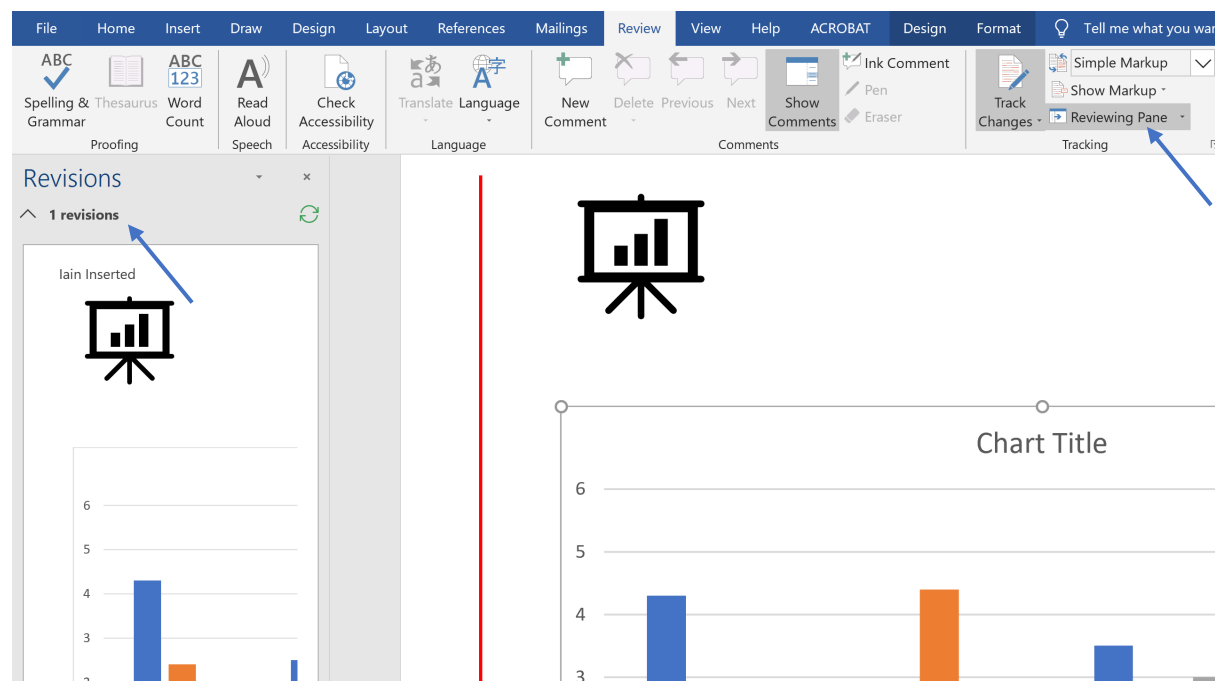 File Home Insert Draw Design Layout References Mailings Review View Help ACROBAT Design Format Tell me what you
ABC
Spelling &
Grammar
Thesaurus
ABC
123
Word
Count
Proofing
A
Read
Aloud
Speech
Check
Accessibility
Accessibility
あ
a
Translate
字
A
Language
Language
New
Comment
Delete
Previous
Next
Show
Comments
Ink Comment
Pen
Eraser
Comments
Track
Changes
Simple Markup
Show Markup
Reviewing Pane
Tracking
Revisions
1 revisions
Iain Inserted
6
5
4
3
Chart Title
6
5
4
3